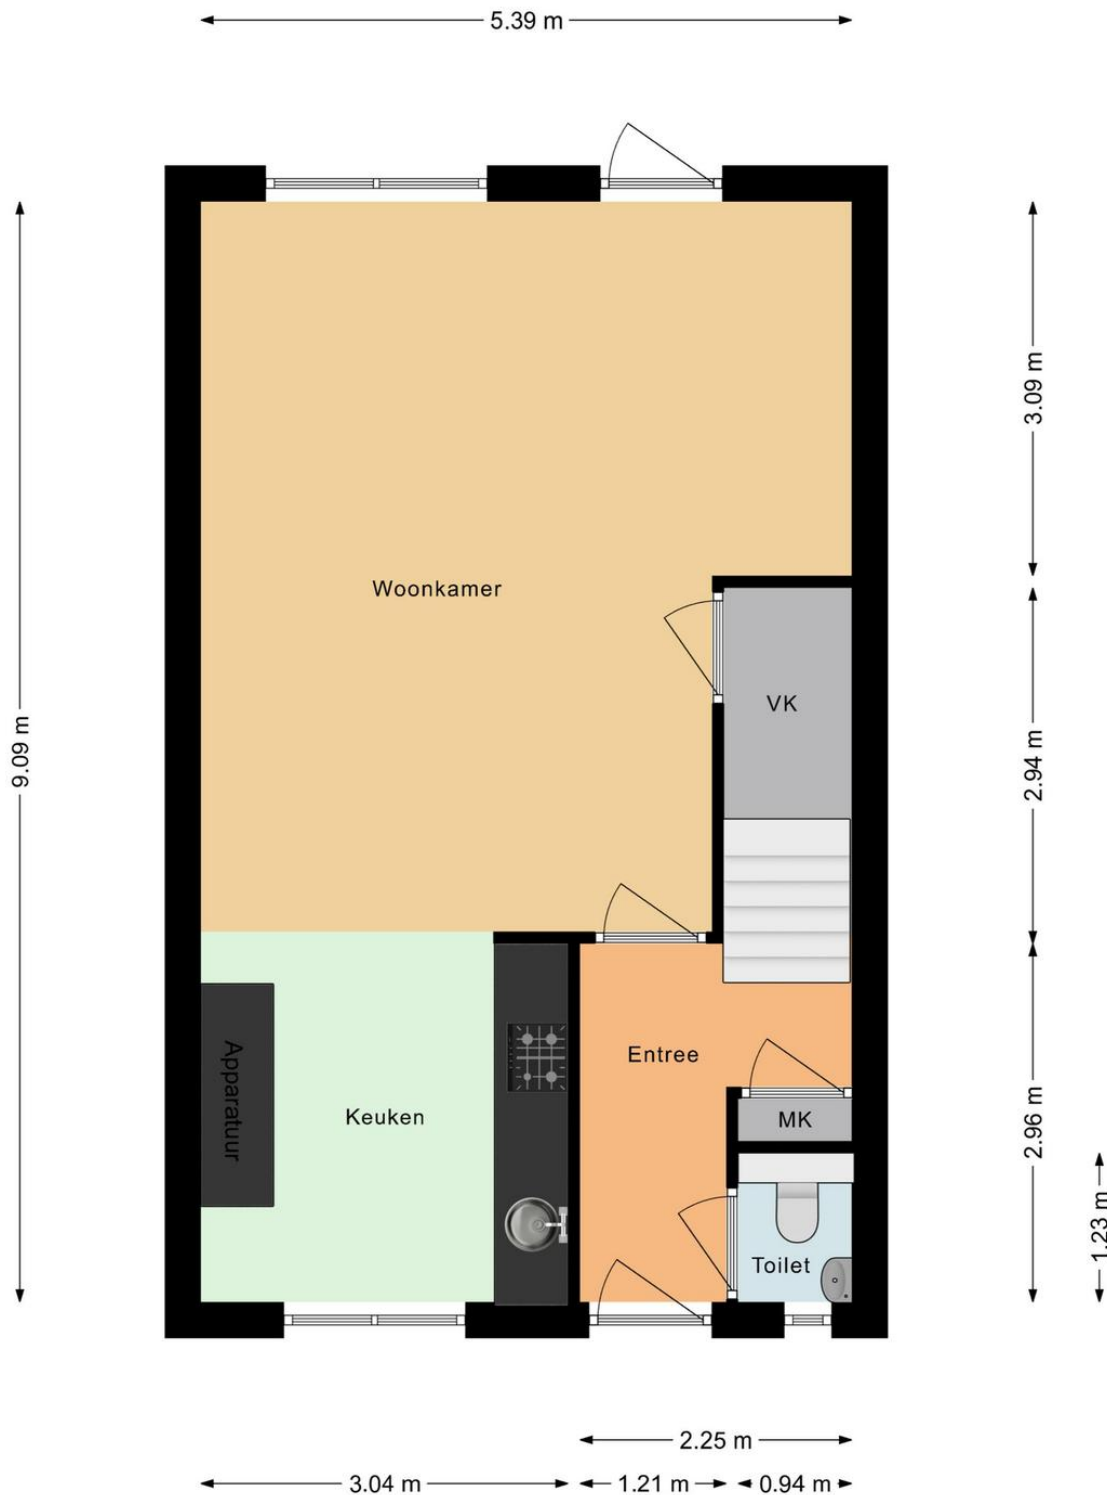 5.39 m
3.09 m
Woonkamer
VK
9.09 m
2.94 m
Entree
Apparatuur
Keuken
MK
2.96 m
1.23 m
Toilet
2.25 m
3.04 m
1.21 m
0.94 m